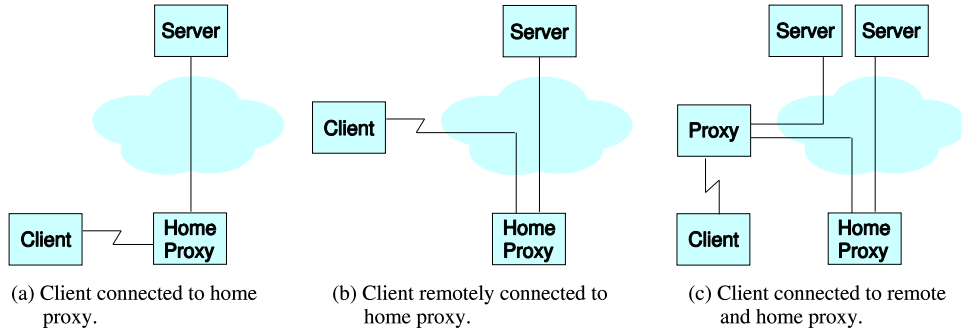 Server
Client
Home
Proxy
(a) Client connected to home
proxy.
Server
Client
Home
Proxy
(b) Client remotely connected to
home proxy.
Server
Server
Proxy
Client
Home
Proxy
(c) Client connected to remote
and home proxy.